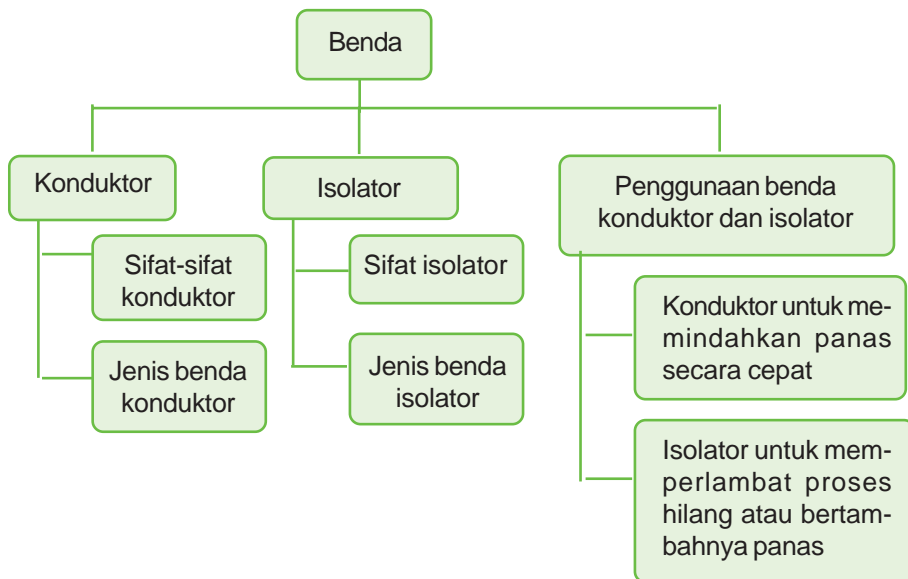 Benda
Konduktor
Sifat-sifat
konduktor
Jenis benda
konduktor
Isolator
Sifat isolator
Jenis benda
isolator
Penggunaan benda
konduktor dan isolator
Konduktor untuk me-
mindahkan panas
secara cepat
Isolator untuk mem-
perlambat proses
hilang atau bertam-
bahnya panas